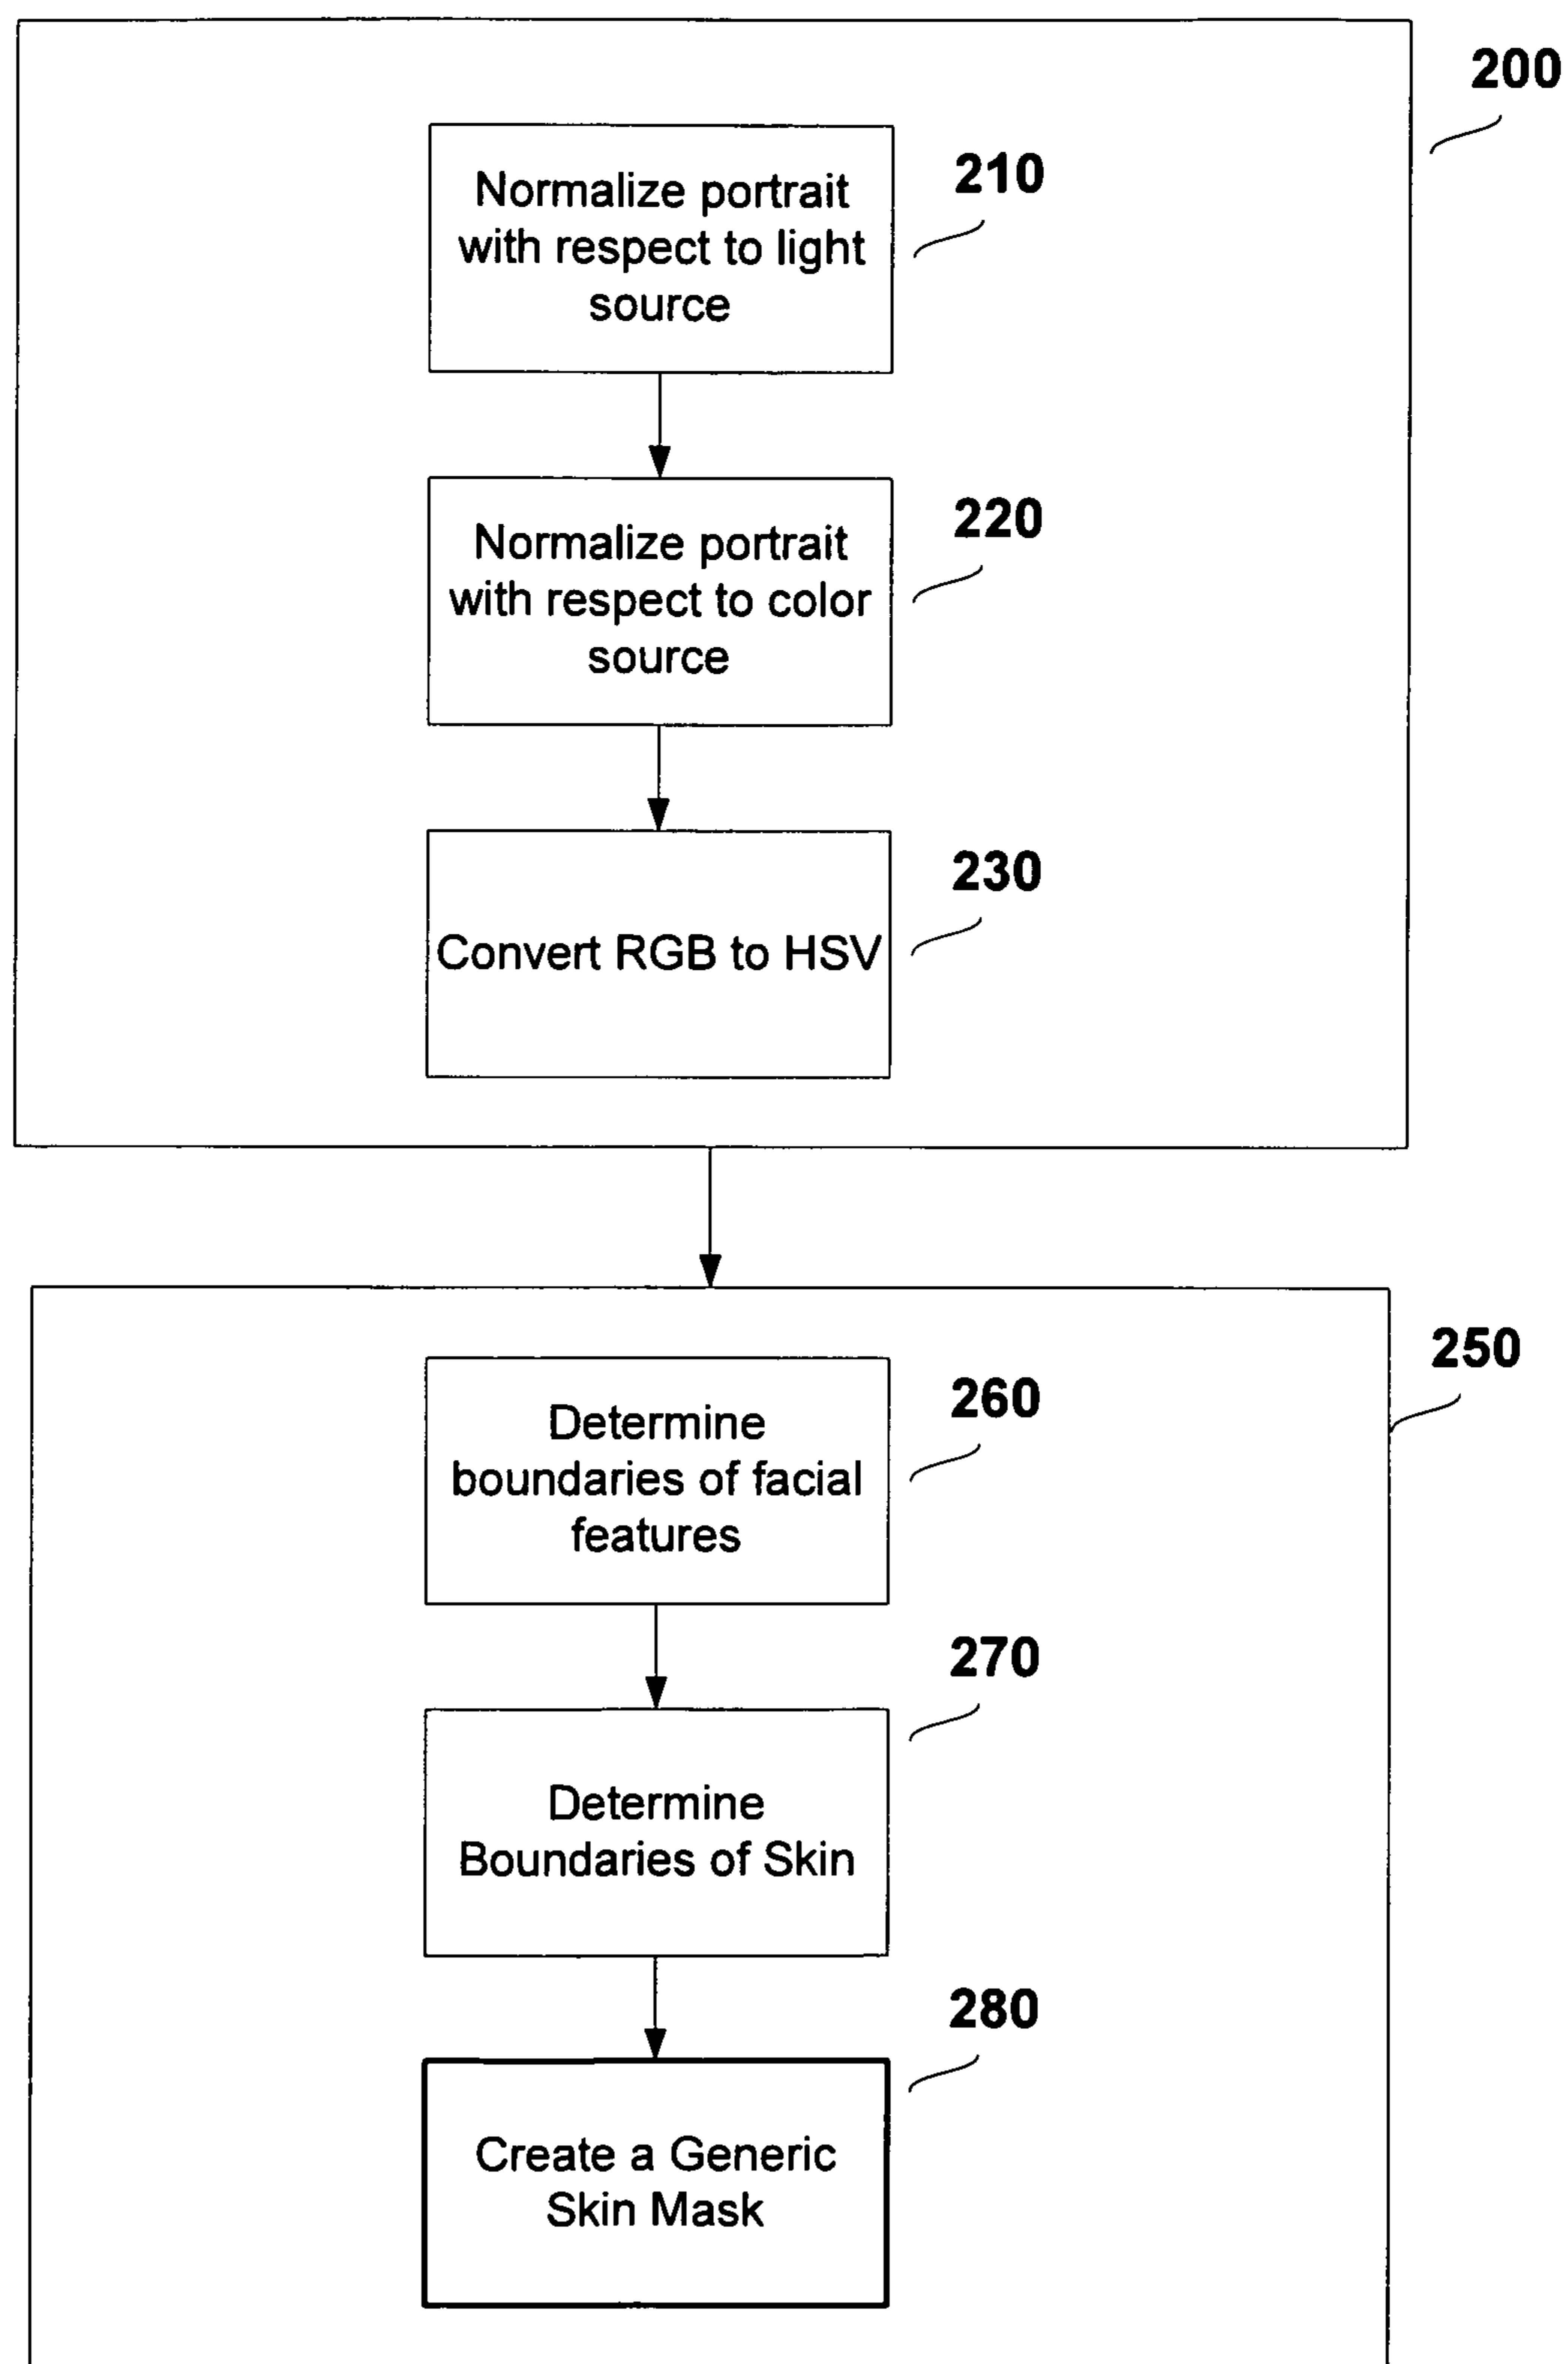 200
210
Normalize portrait
with respect to light
source
220
Normalize portrait
with respect to color
source
230
Convert RGB to HSV
250
260
Determine
boundaries of facial
features
270
Determine
Boundaries of Skin
280
Create a Generic
Skin Mask